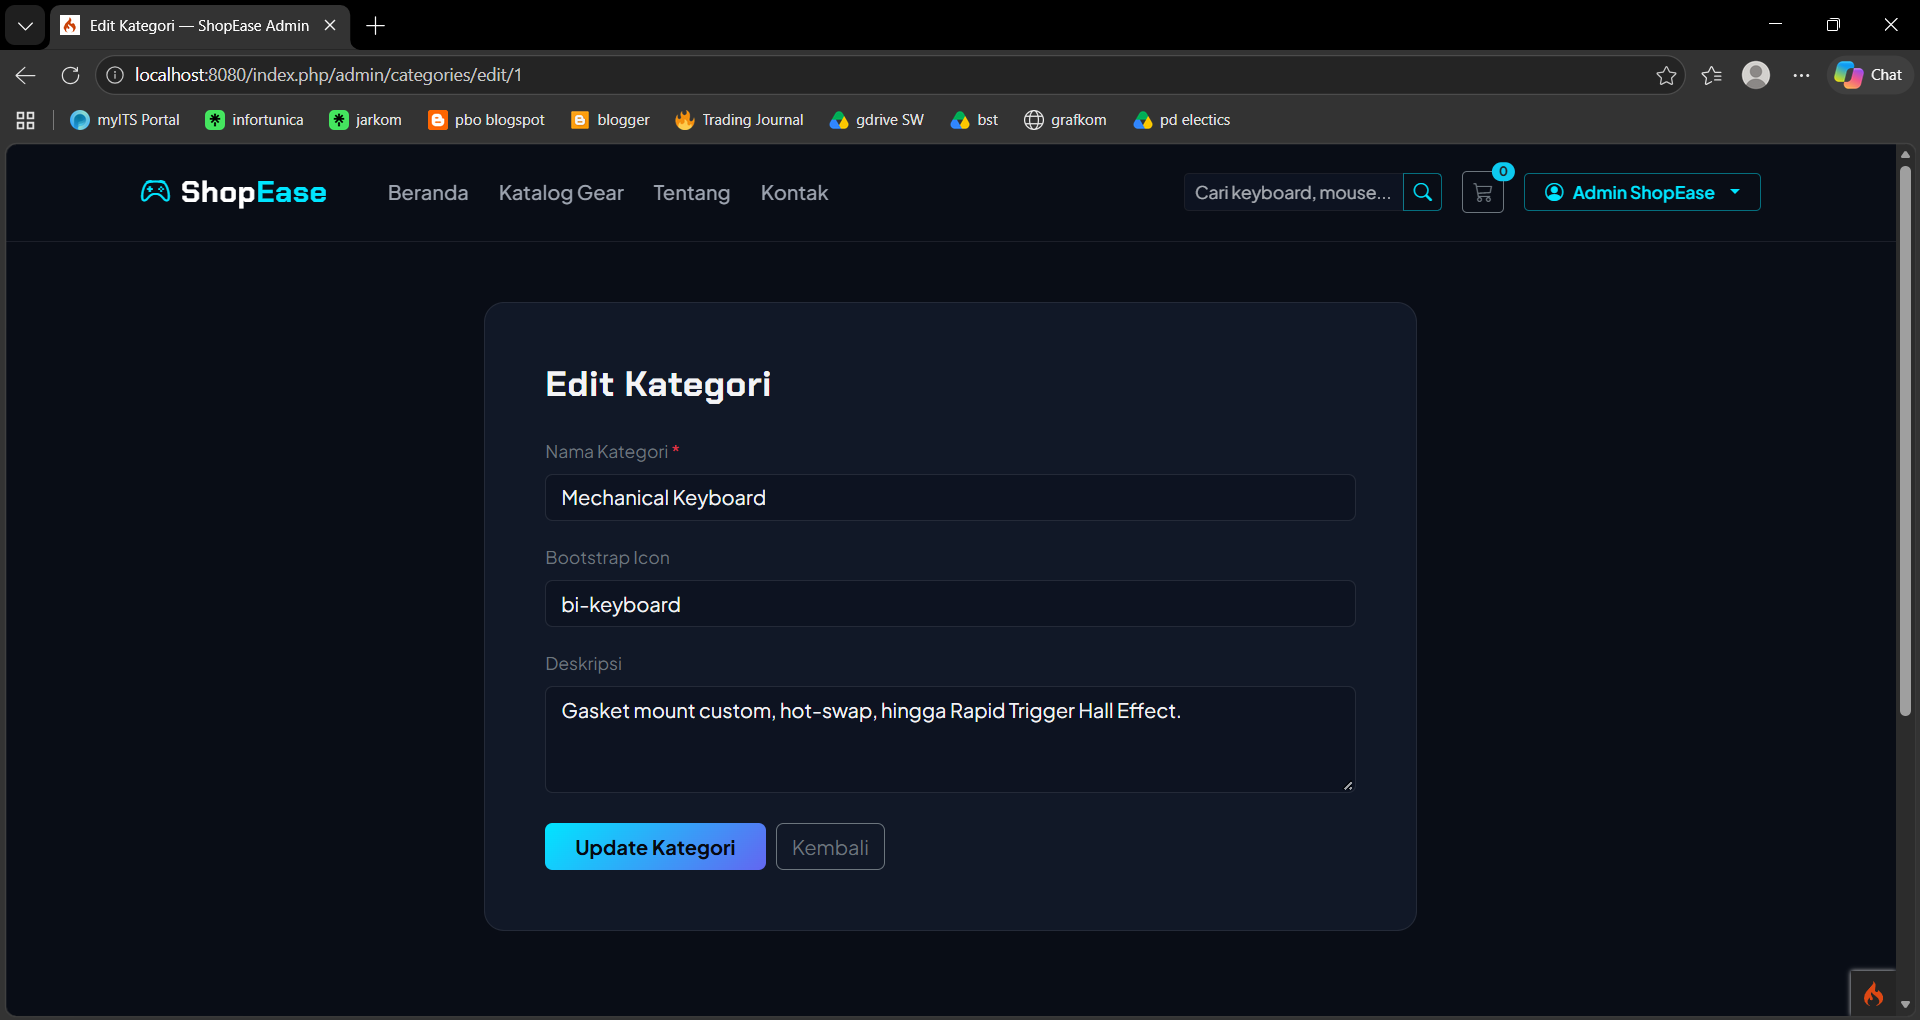 Edit Kategori — ShopEase Admin
localhost:8080/index.php/admin/categories/edit/1
Chat
myITS Portal
infortunica
jarkom
pbo blogspot
blogger
Trading Journal
gdrive SW
bst
grafkom
pd electics
ShopEase
Beranda
Katalog Gear
Tentang
Kontak
Cari keyboard, mouse...
0
Admin ShopEase
Edit Kategori
Nama Kategori *
Mechanical Keyboard
Bootstrap Icon
bi-keyboard
Deskripsi
Gasket mount custom, hot-swap, hingga Rapid Trigger Hall Effect.
Update Kategori
Kembali